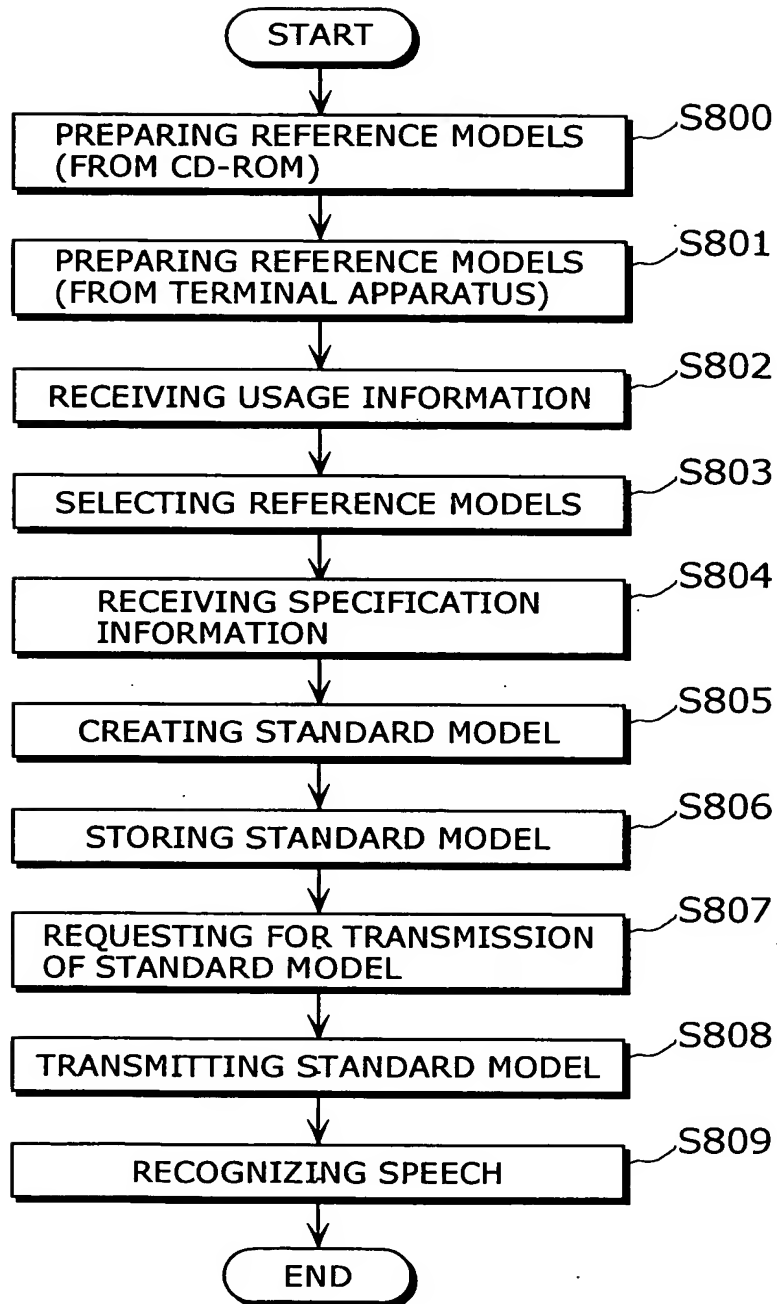 START
S800
PREPARING REFERENCE MODELS
(FROM CD-ROM)
S801
PREPARING REFERENCE MODELS
(FROM TERMINAL APPARATUS)
S802
RECEIVING USAGE INFORMATION
S803
SELECTING REFERENCE MODELS
S804
RECEIVING SPECIFICATION
INFORMATION
S805
CREATING STANDARD MODEL
S806
STORING STANDARD MODEL
S807
REQUESTING FOR TRANSMISSION
OF STANDARD MODEL
S808
TRANSMITTING STANDARD MODEL
S809
RECOGNIZING SPEECH
END